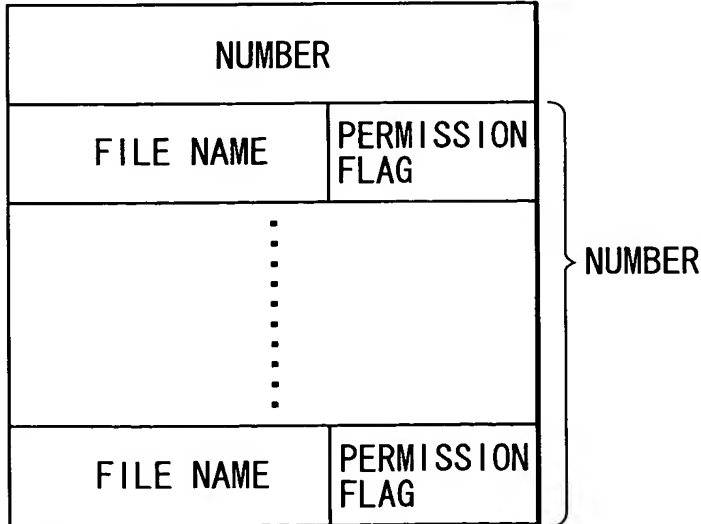 NUMBER
FILE NAME
PERMISSION
FLAG
NUMBER
FILE NAME
PERMISSION
FLAG